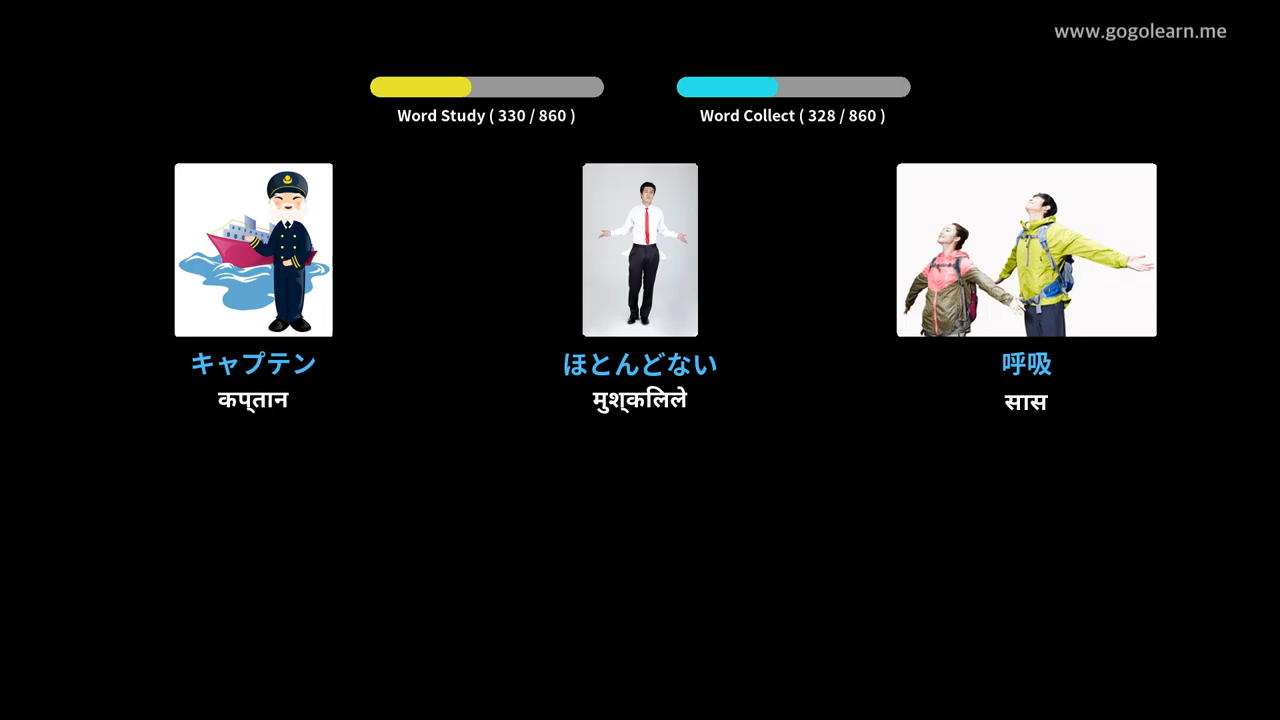 www.gogolearn.me
Word Study ( 330 / 860 )
Word Collect ( 328 / 860 )
キャプテン
ほとんどない
呼吸
कप्तान
मुश्किलले
सास